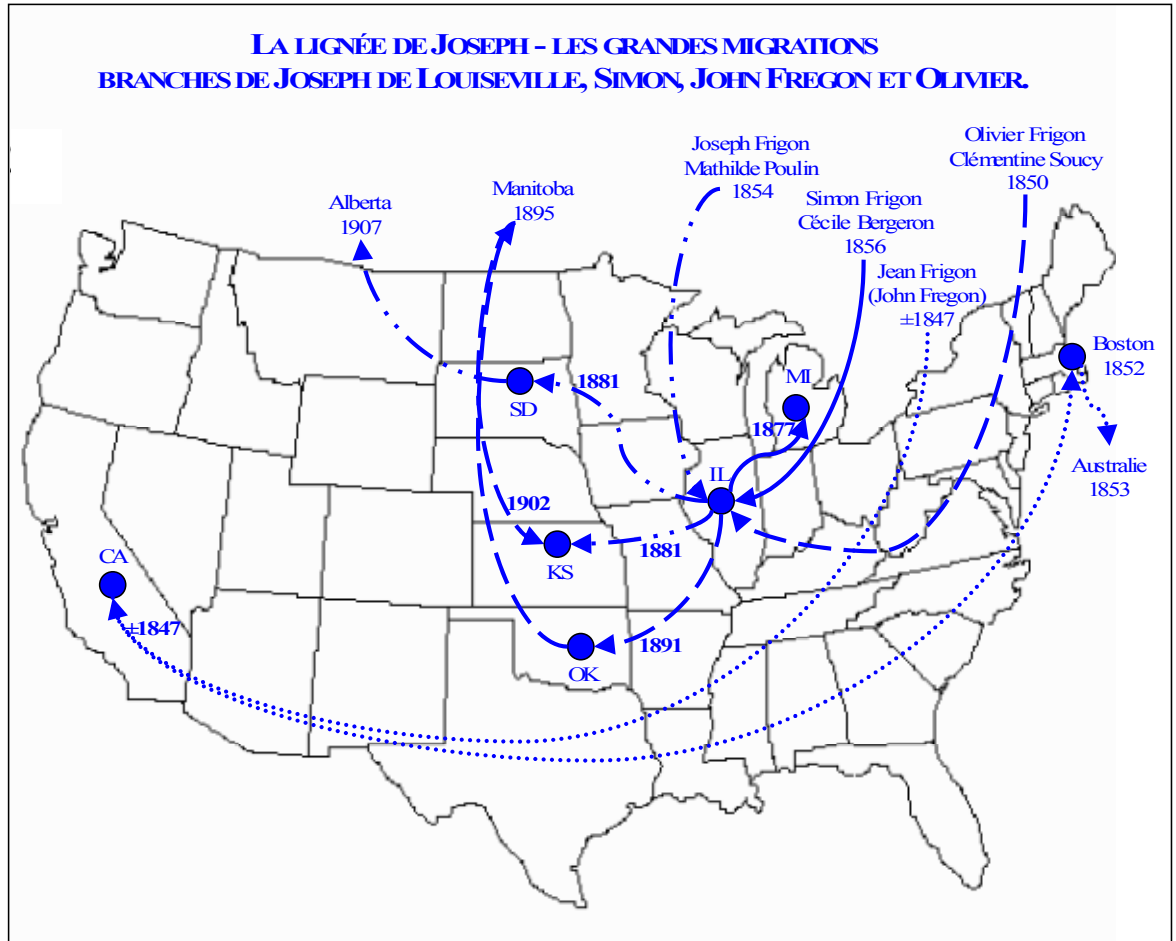 LA LIGNÉE DE JOSEPH - LES GRANDES MIGRATIONS
BRANCHES DE JOSEPH DE LOUISEVILLE, SIMON, JOHN FREGON ET OLIVIER.
Joseph Frigon
Mathilde Poulin
1854
Olivier Frigon
Clémentine Soucy
1850
Manitoba
1895
Alberta
1907
Simon Frigon
Cécile Bergeron
1856
Jean Frigon
(John Fregon)
±1847
Boston
1852
1881
SD
MI
1877
IL
Australie
1853
1902
KS
1881
CA
±1847
1891
OK